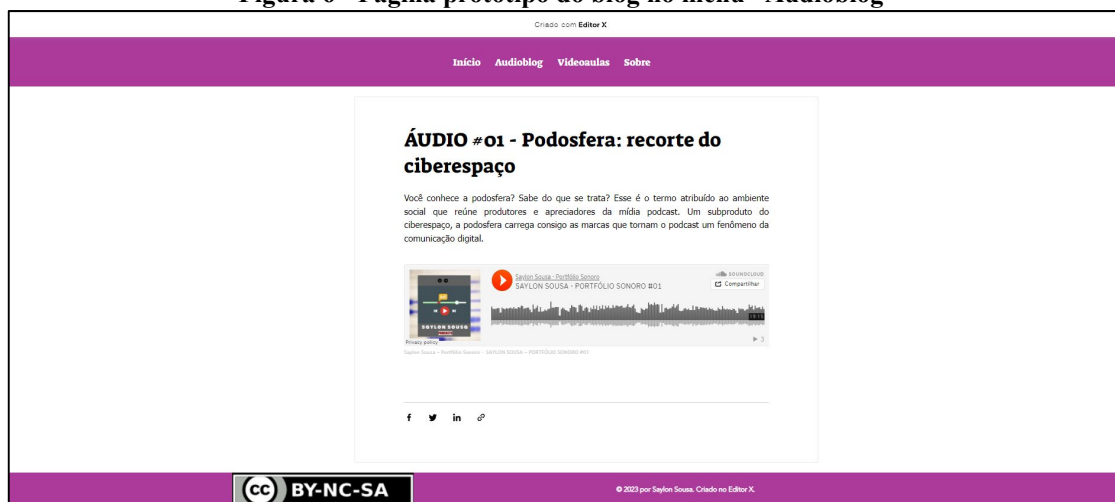 Figura 6 - Página protótipo do blog no menu "Audioblog"
Criado com Editor X
Início Audioblog Videoaulas Sobre
ÁUDIO #01 - Podosfera: recorte do
ciberespaço
Você conhece a podosfera? Sabe do que se trata? Esse é o termo atribuído ao ambiente
social que reúne produtores e apreciadores da mídia podcast. Um subproduto do
ciberespaço, a podosfera carrega consigo as marcas que tornam o podcast um fenômeno da
comunicação digital.
Saylon Sousa - Portfólio Sonoro
SAYLON SOUSA - PORTFÓLIO SONORO #01
SOUNDCLOUD
Compartilhar
SAYLON SOUSA
Privacy policy
3
Saylon Sousa - Portfólio Sonoro · SAYLON SOUSA - PORTFÓLIO SONORO #01
CC BY-NC-SA
© 2023 por Saylon Sousa. Criado no Editor X.